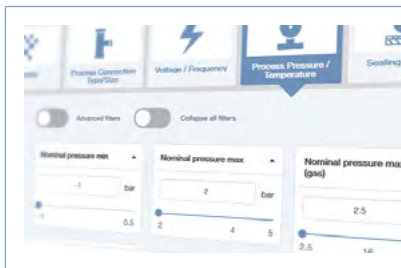 Process Connection
Type/Size
Voltage / Frequency
Process Pressure /
Temperature
Sealing
Advanced filters
Collapse all filters
Nominal pressure min
-1
bar
-1
0.5
Nominal pressure max
2
bar
2
4
5
Nominal pressure max
(gas)
2.5
2.5
16